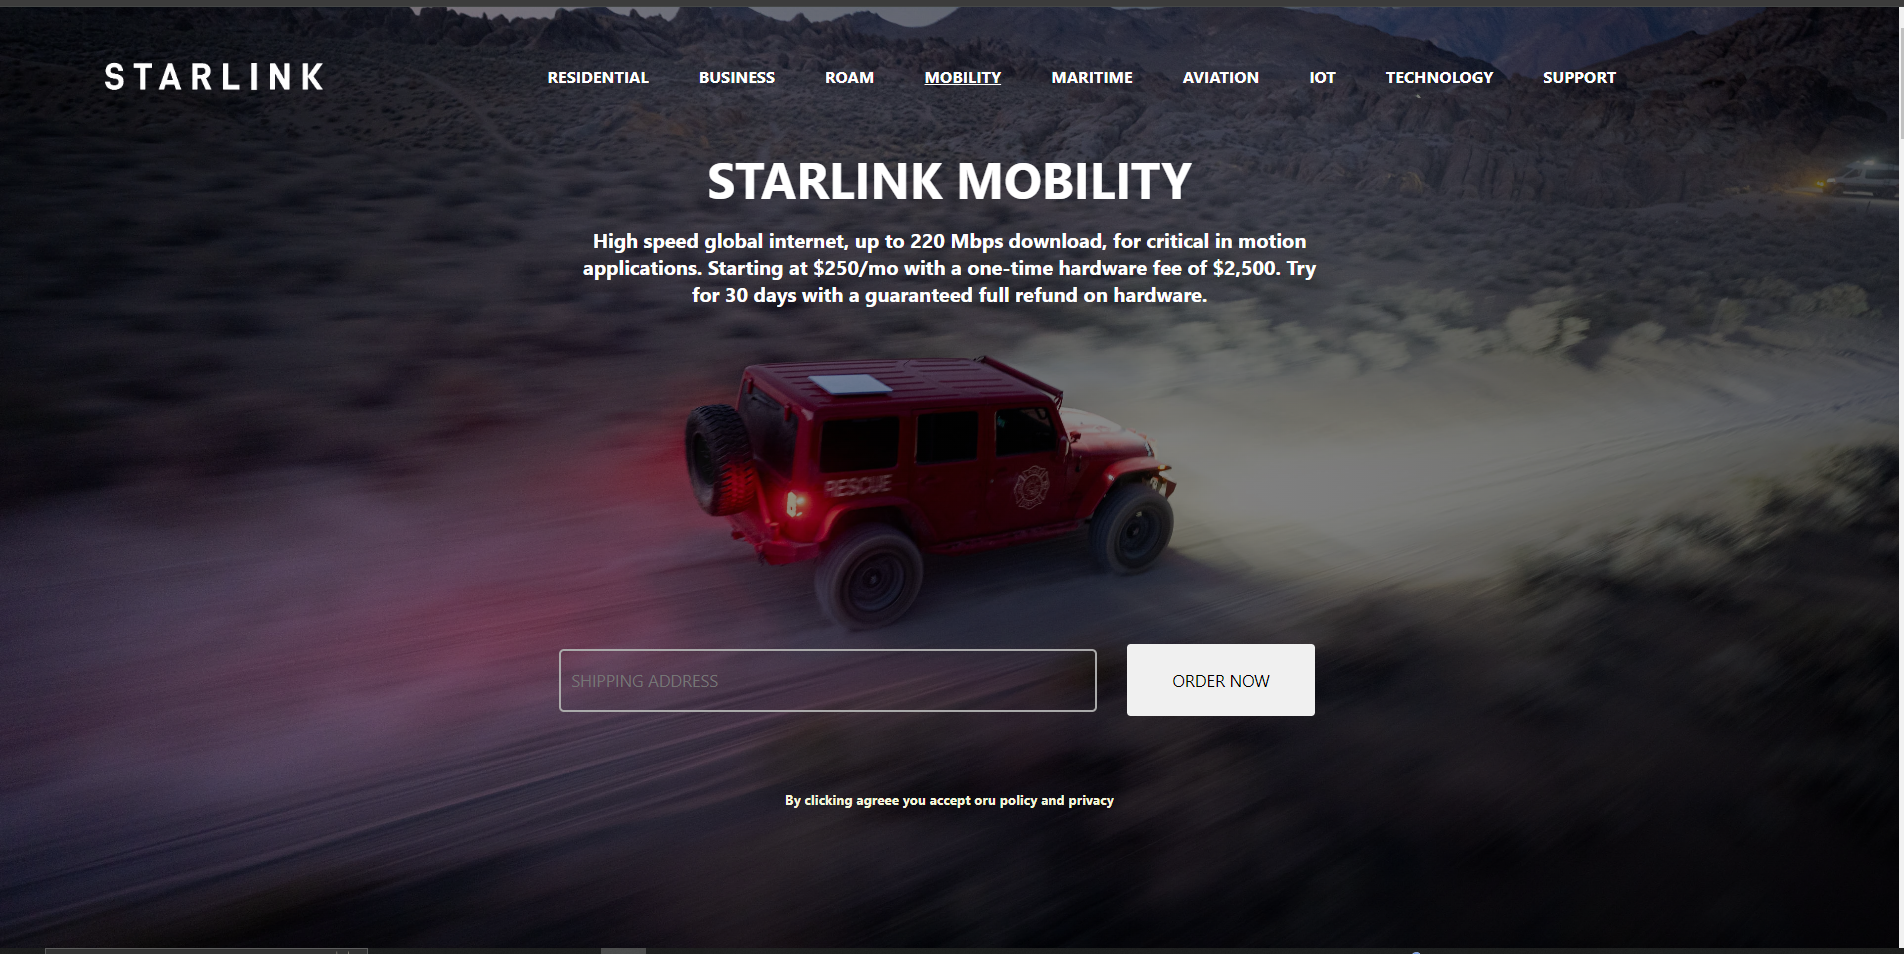 STARLINK
RESIDENTIAL BUSINESS ROAM MOBILITY MARITIME AVIATION IOT TECHNOLOGY SUPPORT
STARLINK MOBILITY
High speed global internet, up to 220 Mbps download, for critical in motion
applications. Starting at $250/mo with a one-time hardware fee of $2,500. Try
for 30 days with a guaranteed full refund on hardware.
RESCUE
SHIPPING ADDRESS
ORDER NOW
By clicking agreee you accept oru policy and privacy